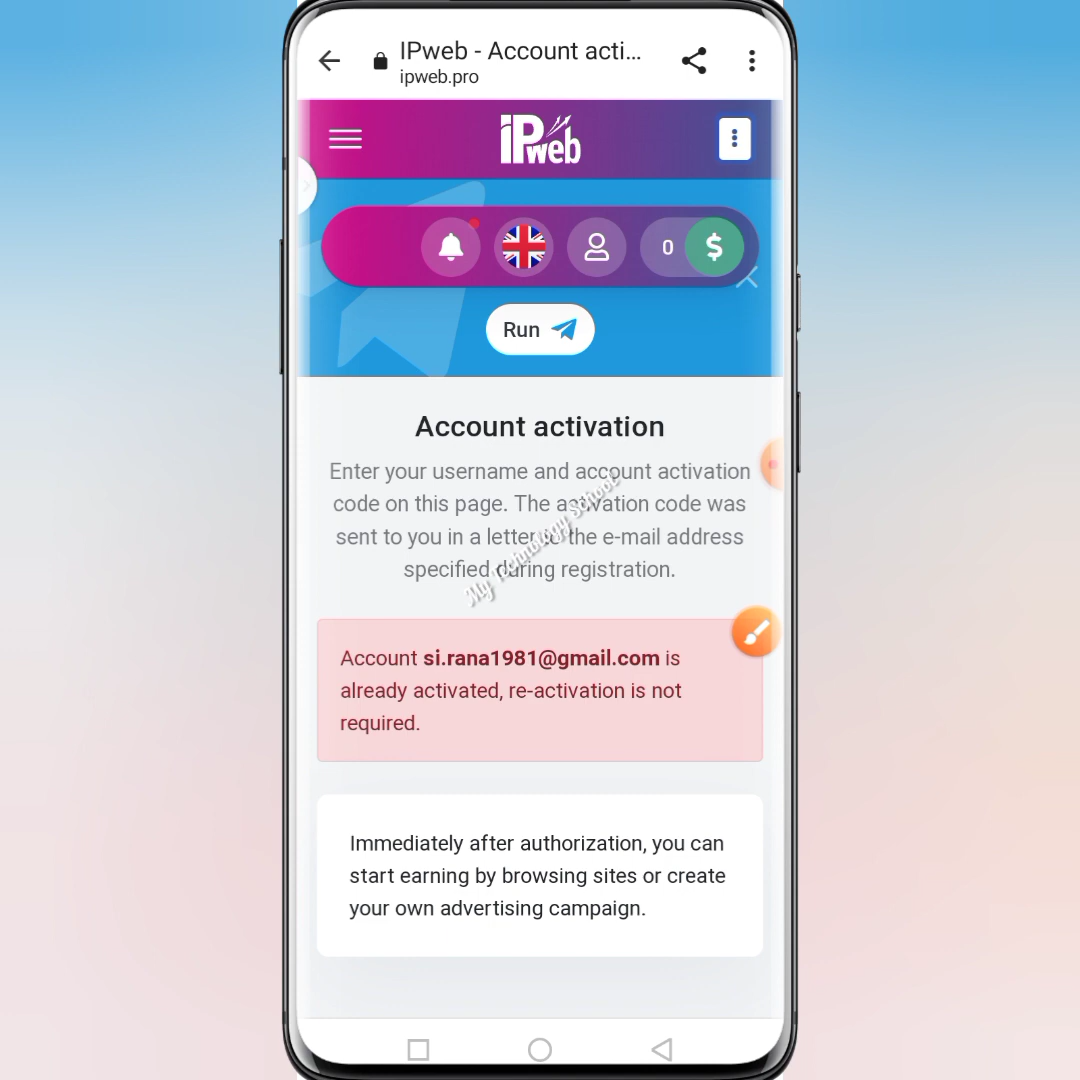 IPweb - Account acti...
ipweb.pro
iPweb
0 $
Run
Account activation
Enter your username and account activation
code on this page. The activation code was
sent to you in a letter to the e-mail address
specified during registration.
My Technology School
Account si.rana1981@gmail.com is
already activated, re-activation is not
required.
Immediately after authorization, you can
start earning by browsing sites or create
your own advertising campaign.